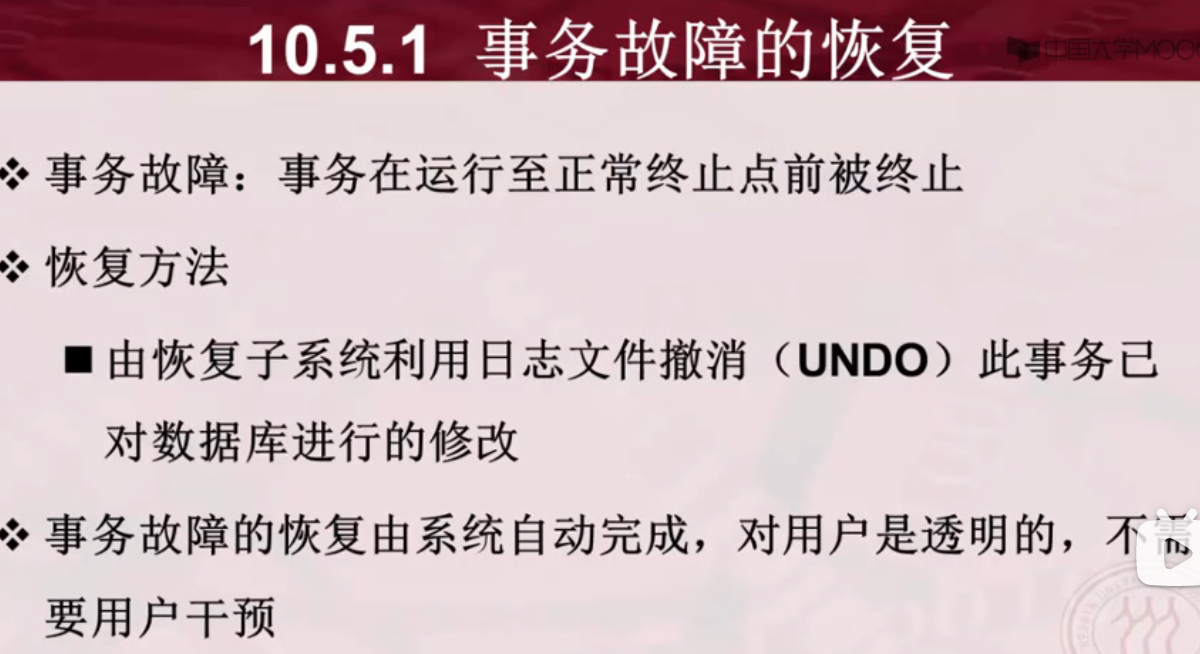 10.5.1 事务故障的恢复
中国大学MOO
❖ 事务故障：事务在运行至正常终止点前被终止
❖ 恢复方法
■ 由恢复子系统利用日志文件撤消（UNDO）此事务已
对数据库进行的修改
❖ 事务故障的恢复由系统自动完成，对用户是透明的，不需
要用户干预